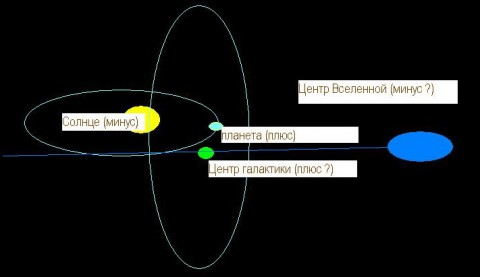 Центр Вселенной (минус ?)
Солнце (минус)
планета (плюс)
Центр галактики (плюс ?)